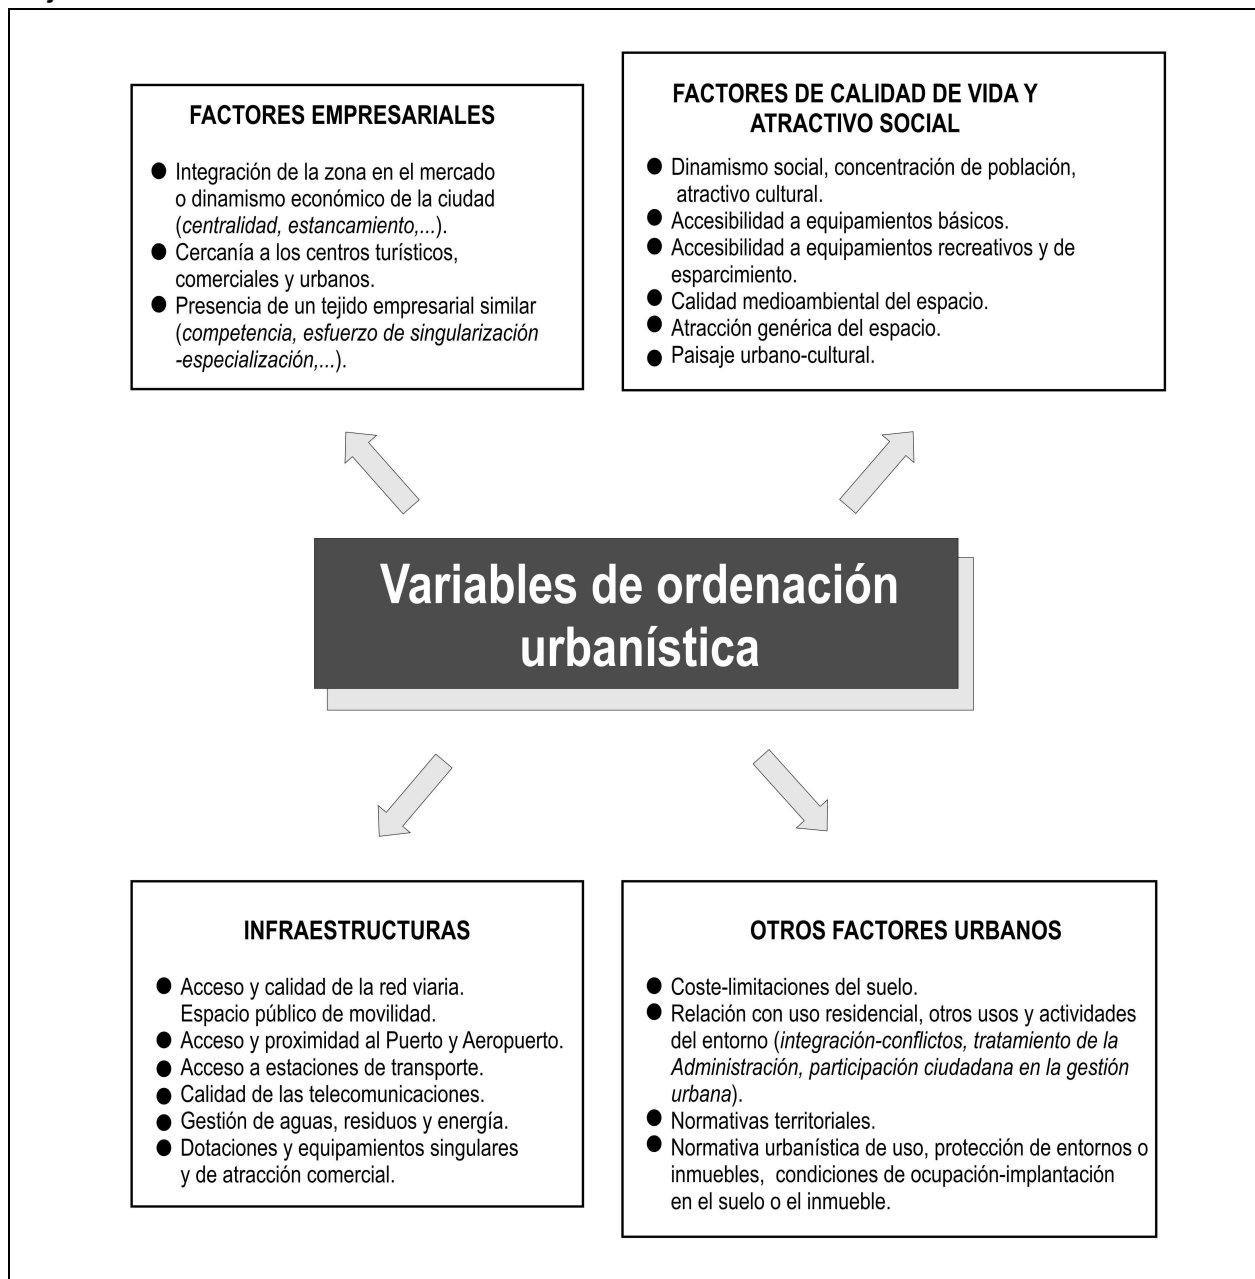 FACTORES EMPRESARIALES
● Integración de la zona en el mercado
o dinamismo económico de la ciudad
(centralidad, estancamiento,...).
● Cercanía a los centros turísticos,
comerciales y urbanos.
● Presencia de un tejido empresarial similar
(competencia, esfuerzo de singularización
-especialización,...).
FACTORES DE CALIDAD DE VIDA Y
ATRACTIVO SOCIAL
● Dinamismo social, concentración de población,
atractivo cultural.
● Accesibilidad a equipamientos básicos.
● Accesibilidad a equipamientos recreativos y de
esparcimiento.
● Calidad medioambiental del espacio.
● Atracción genérica del espacio.
● Paisaje urbano-cultural.
Variables de ordenación
urbanística
INFRAESTRUCTURAS
● Acceso y calidad de la red viaria.
Espacio público de movilidad.
● Acceso y proximidad al Puerto y Aeropuerto.
● Acceso a estaciones de transporte.
● Calidad de las telecomunicaciones.
● Gestión de aguas, residuos y energía.
● Dotaciones y equipamientos singulares
y de atracción comercial.
OTROS FACTORES URBANOS
● Coste-limitaciones del suelo.
● Relación con uso residencial, otros usos y actividades
del entorno (integración-conflictos, tratamiento de la
Administración, participación ciudadana en la gestión
urbana).
● Normativas territoriales.
● Normativa urbanística de uso, protección de entornos o
inmuebles, condiciones de ocupación-implantación
en el suelo o el inmueble.